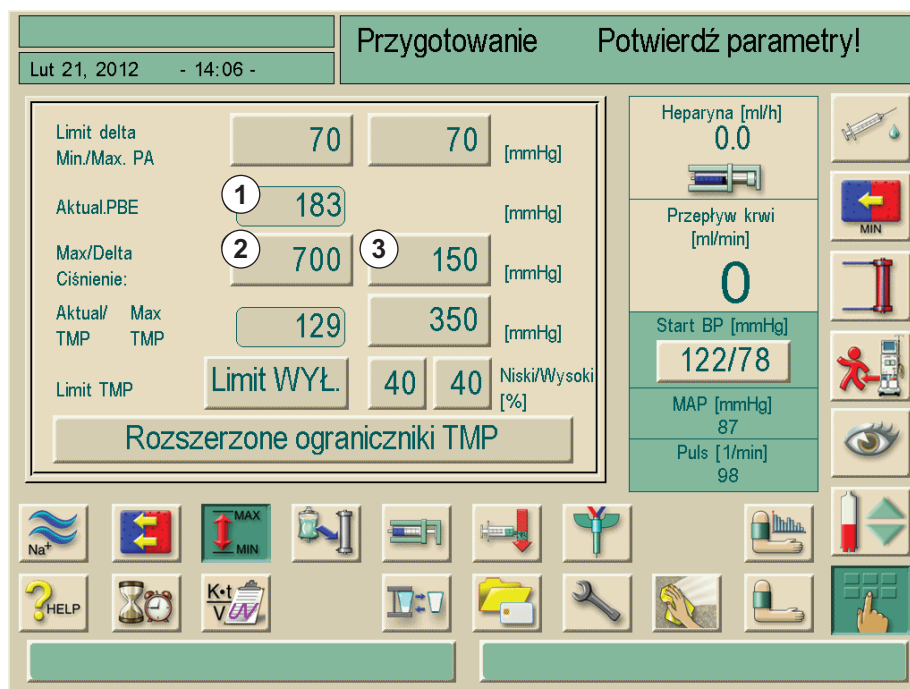 Przygotowanie Potwierdź parametry!
Lut 21, 2012 - 14:06 -
Limit delta
Min./Max. PA
70 70 [mmHg]
Aktual.PBE
1 183 [mmHg]
Max/Delta
Ciśnienie:
2 700 3 150 [mmHg]
Aktual/ Max
TMP TMP
129 350 [mmHg]
Limit TMP
Limit WYŁ. 40 40 Niski/Wysoki
[%]
Rozszerzone ograniczniki TMP
Heparyna [ml/h]
0.0
Przepływ krwi
[ml/min]
0
Start BP [mmHg]
122/78
MAP [mmHg]
87
Puls [1/min]
98
MIN
Na+
MAX
MIN
HELP
K•t
V UV